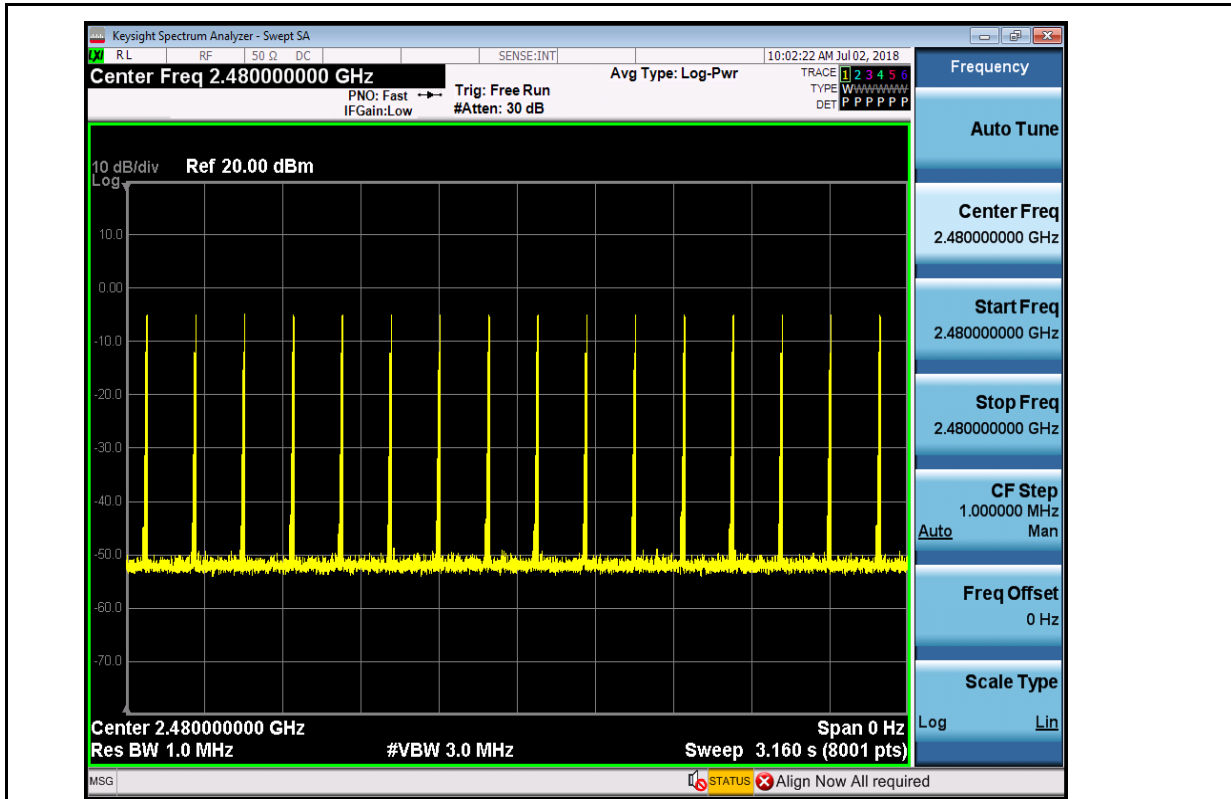 Keysight Spectrum Analyzer - Swept SA
LXI RL RF 50 Ω DC SENSE:INT 10:02:22 AM Jul 02, 2018
Center Freq 2.480000000 GHz
PNO: Fast
IFGain:Low
Trig: Free Run
#Atten: 30 dB
Avg Type: Log-Pwr
TRACE 1 2 3 4 5 6
TYPE WWWWWW
DET P P P P P P
10 dB/div Ref 20.00 dBm
Log
10.0
0.00
-10.0
-20.0
-30.0
-40.0
-50.0
-60.0
-70.0
Center 2.480000000 GHz Span 0 Hz
Res BW 1.0 MHz #VBW 3.0 MHz Sweep 3.160 s (8001 pts)
MSG STATUS Align Now All required
Frequency
Auto Tune
Center Freq
2.480000000 GHz
Start Freq
2.480000000 GHz
Stop Freq
2.480000000 GHz
CF Step
1.000000 MHz
Auto Man
Freq Offset
0 Hz
Scale Type
Log Lin